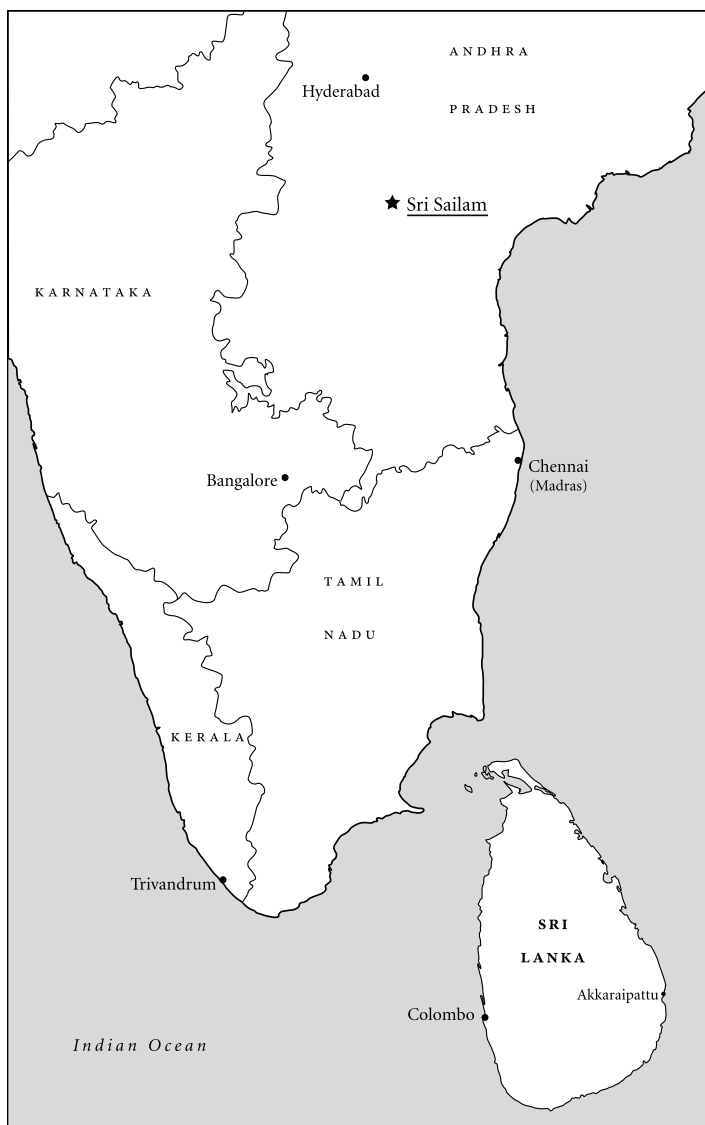 ANDHRA
Hyderabad
PRADESH
Sri Sailam
KARNATAKA
Bangalore
Chennai
(Madras)
TAMIL
NADU
KERALA
Trivandrum
SRI
LANKA
Akkaraipattu
Colombo
Indian Ocean